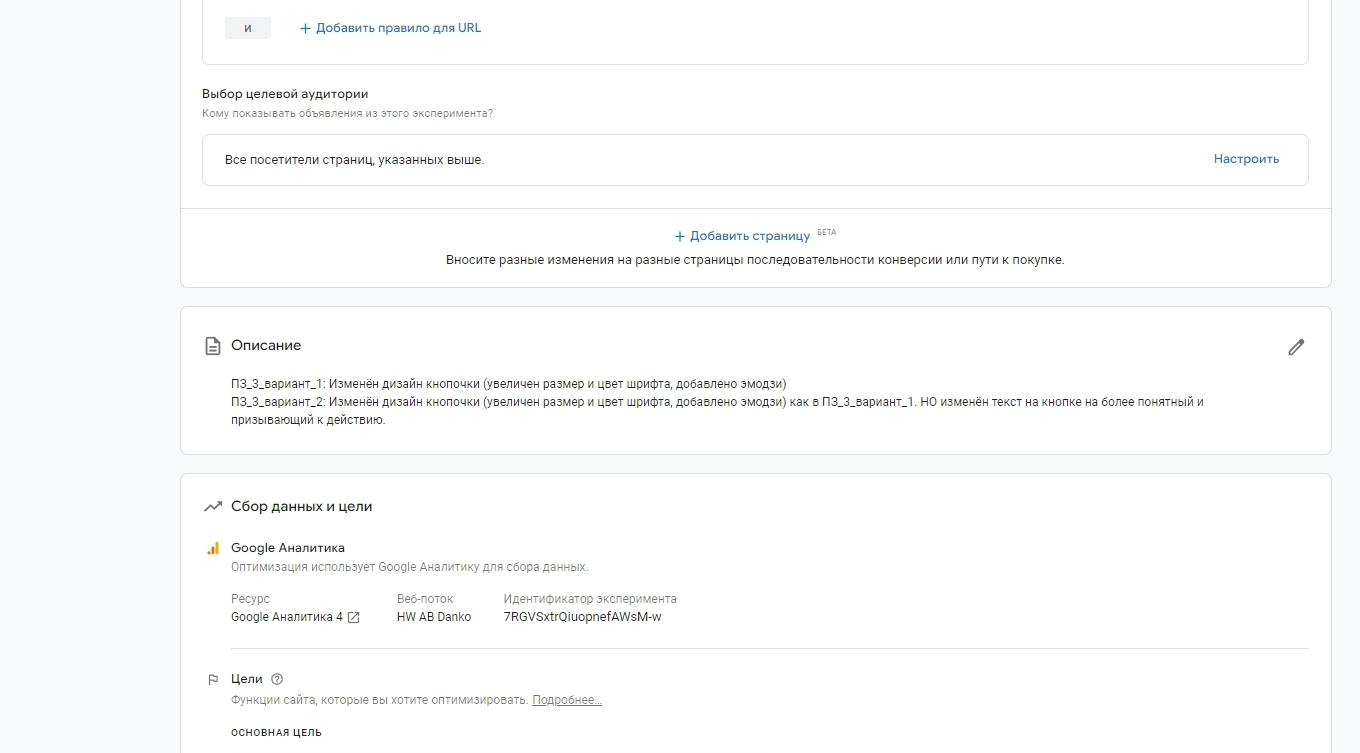 И
+ Добавить правило для URL
Выбор целевой аудитории
Кому показывать объявления из этого эксперимента?
Все посетители страниц, указанных выше.
Настроить
+ Добавить страницу БЕТА
Вносите разные изменения на разные страницы последовательности конверсии или пути к покупке.
Описание
ПЗ_3_вариант_1: Изменён дизайн кнопочки (увеличен размер и цвет шрифта, добавлено эмодзи)
ПЗ_3_вариант_2: Изменён дизайн кнопочки (увеличен размер и цвет шрифта, добавлено эмодзи) как в ПЗ_3_вариант_1. НО изменён текст на кнопке на более понятный и
призывающий к действию.
Сбор данных и цели
Google Аналитика
Оптимизация использует Google Аналитику для сбора данных.
Ресурс Веб-поток Идентификатор эксперимента
Google Аналитика 4 HW AB Danko 7RGVSxtrQiuopnefAWsM-w
Цели
Функции сайта, которые вы хотите оптимизировать. Подробнее...
ОСНОВНАЯ ЦЕЛЬ